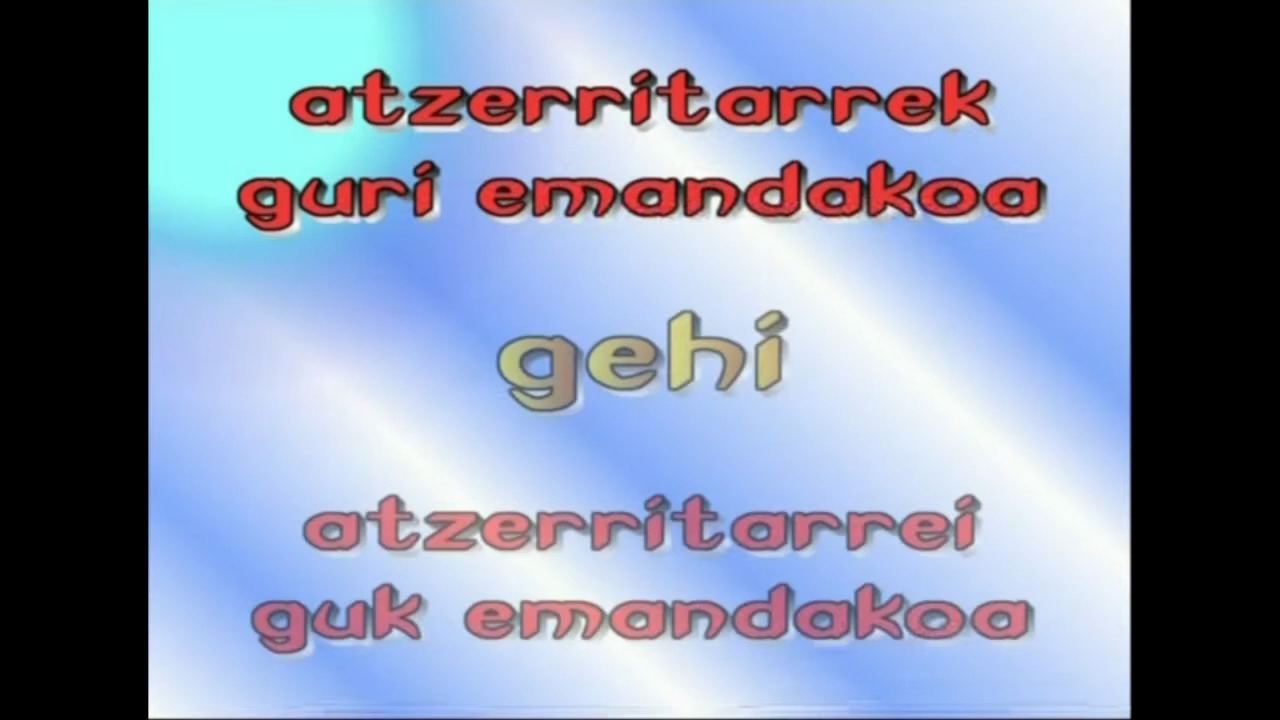 atzerritarrek
guri emandakoa
gehi
atzerritarrei
guk emandakoa